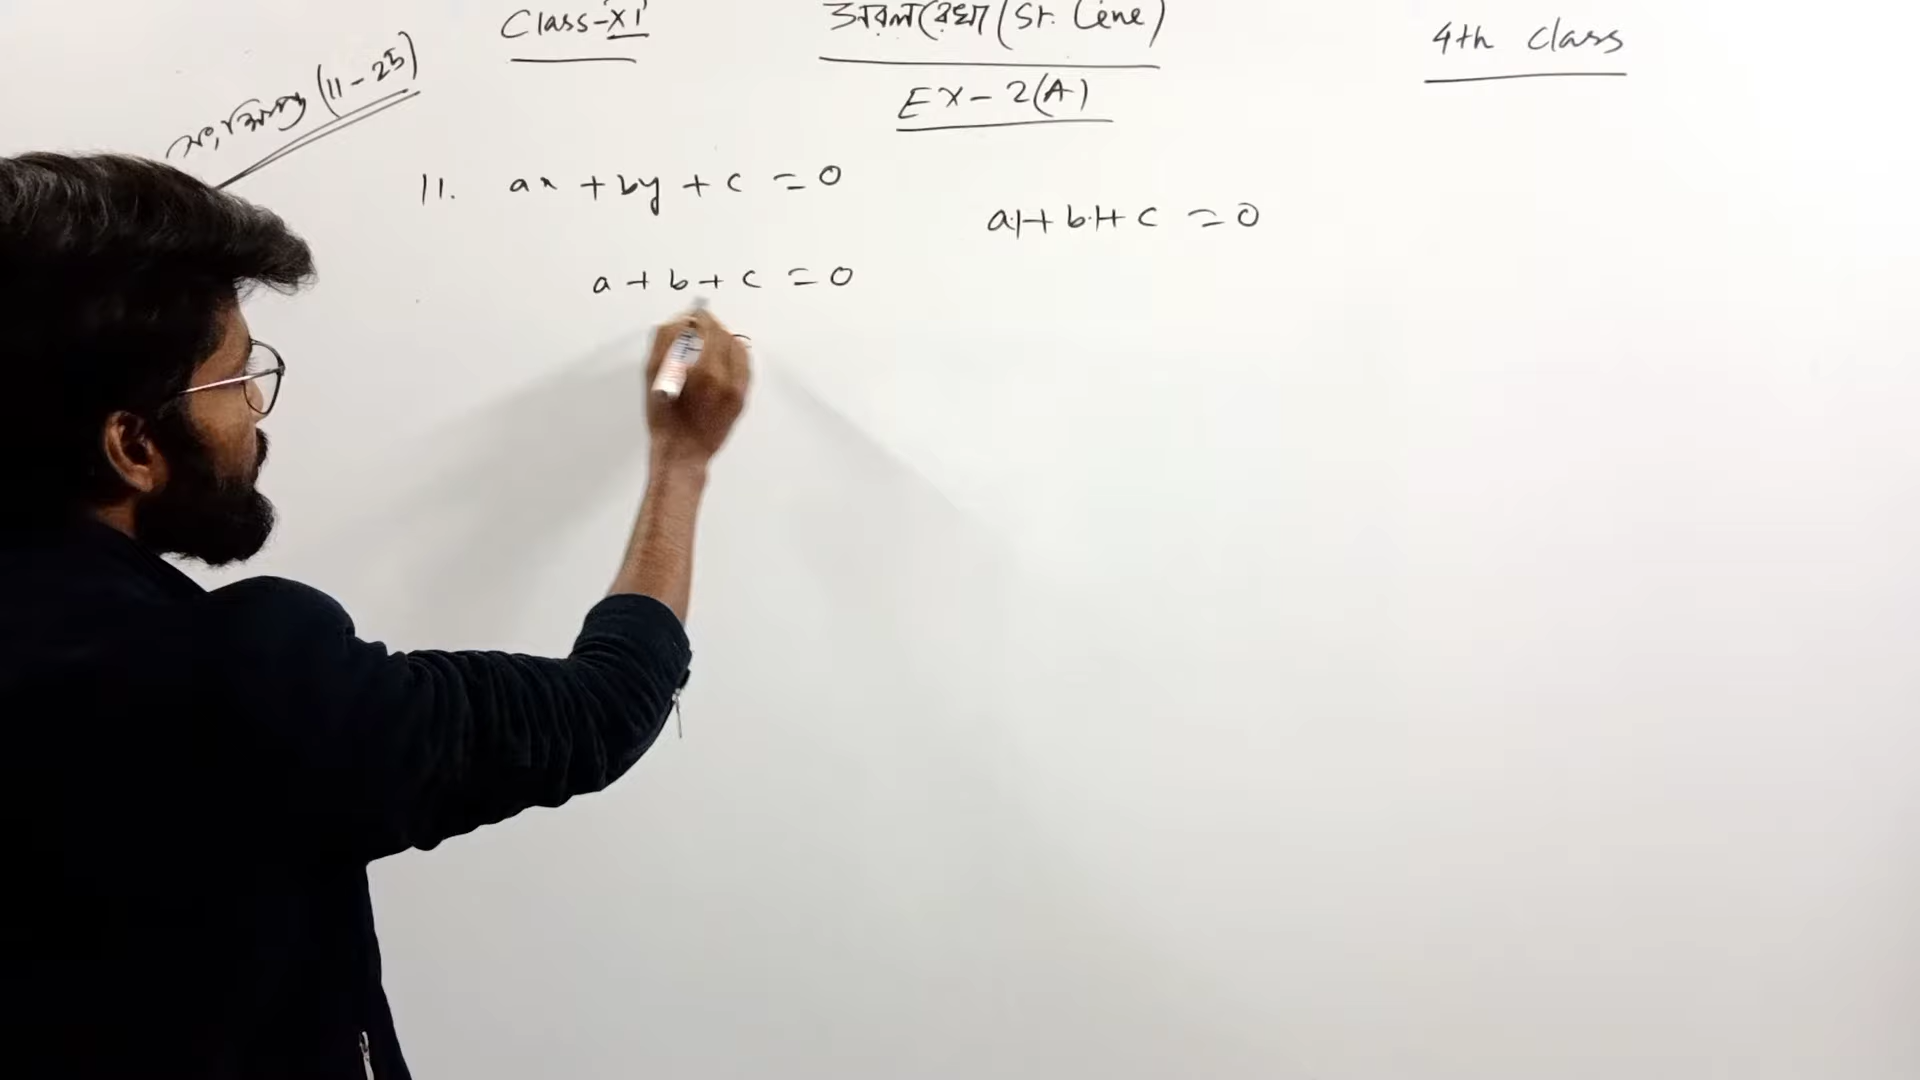 Class-XI
সরলরেখা (St. Line)
4th class
EX-2(A)
(11-25)
11. ax + by + c = 0
a·1 + b·1 + c = 0
a + b + c = 0